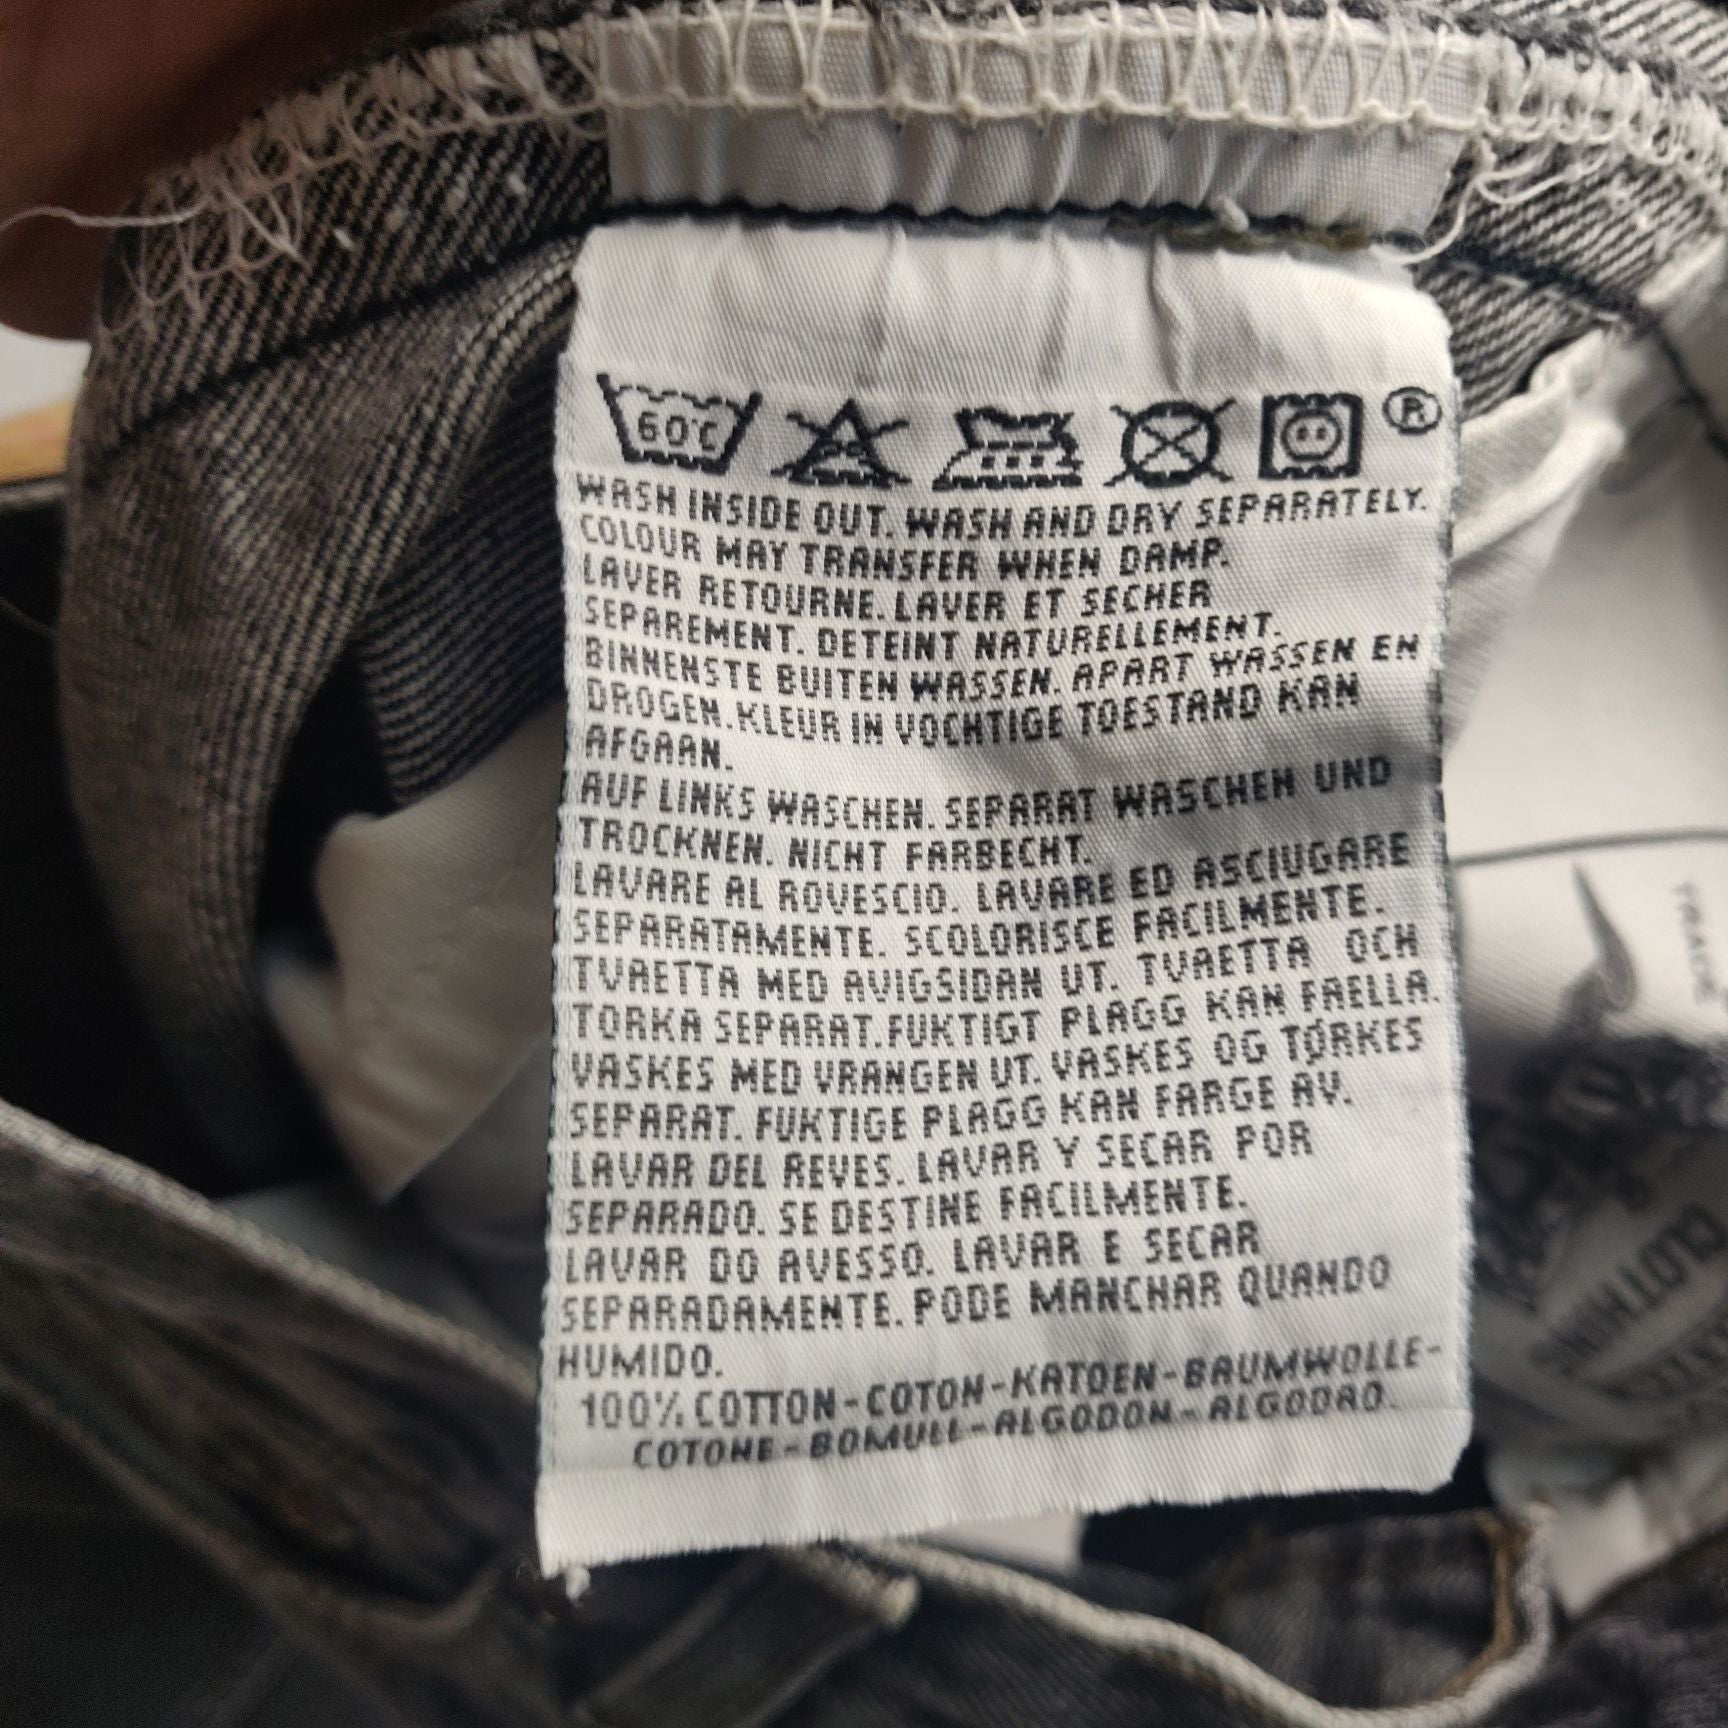 60°C
®
WASH INSIDE OUT. WASH AND DRY SEPARATELY.
COLOUR MAY TRANSFER WHEN DAMP.
LAVER RETOURNE. LAVER ET SECHER
SEPAREMENT. DETEINT NATURELLEMENT.
BINNENSTE BUITEN WASSEN. APART WASSEN EN
DROGEN. KLEUR IN VOCHTIGE TOESTAND KAN
AFGAAN.
AUF LINKS WASCHEN. SEPARAT WASCHEN UND
TROCKNEN. NICHT FARBECHT.
LAVARE AL ROVESCIO. LAVARE ED ASCIUGARE
SEPARATAMENTE. SCOLORISCE FACILMENTE.
TVAETTA MED AVIGSIDAN UT. TVAETTA OCH
TORKA SEPARAT. FUKTIGT PLAGG KAN FAELLA.
VASKES MED VRANGEN UT. VASKES OG TØRKES
SEPARAT. FUKTIGE PLAGG KAN FARGE AV.
LAVAR DEL REVES. LAVAR Y SECAR POR
SEPARADO. SE DESTINE FACILMENTE.
LAVAR DO AVESSO. LAVAR E SECAR
SEPARADAMENTE. PODE MANCHAR QUANDO
HUMIDO.
100% COTTON-COTON-KATOEN-BAUMWOLLE-
COTONE-BOMULL-ALGODON-ALGODAO.
TRADE
CLOTHING